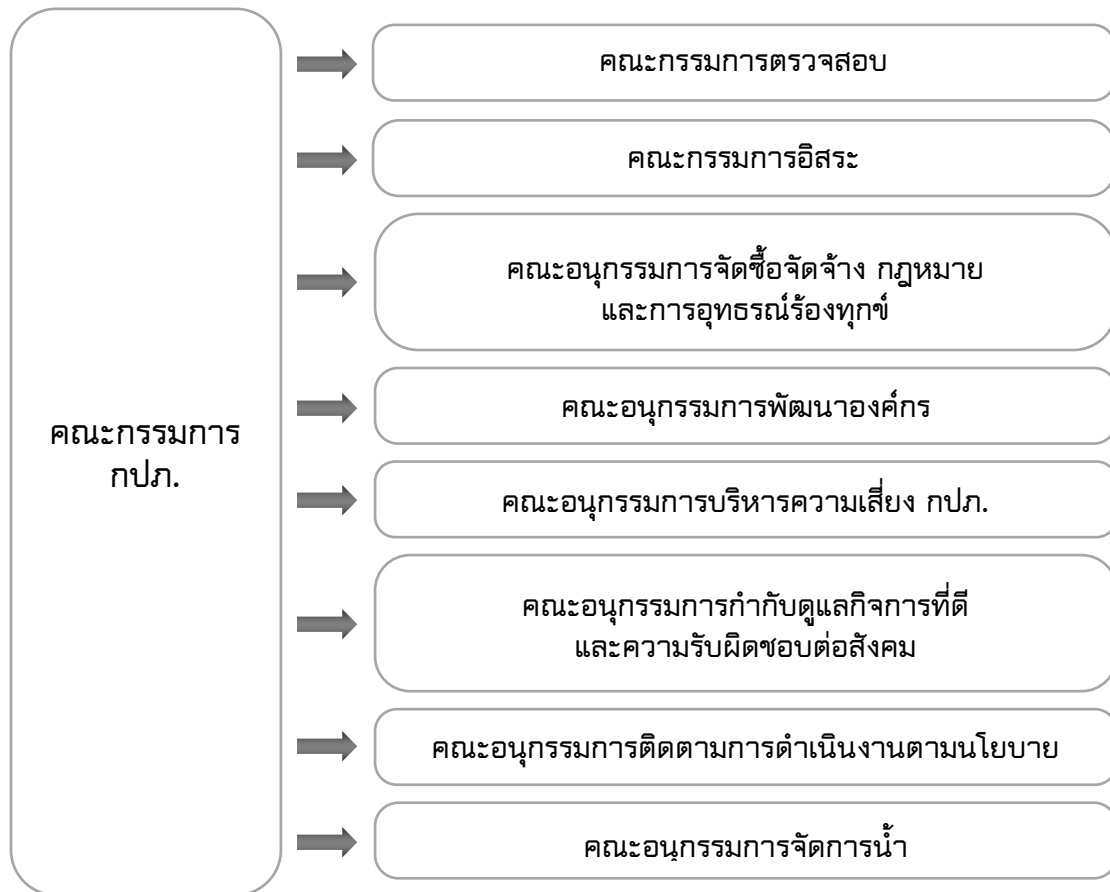 คณะกรรมการ
กปภ.
คณะกรรมการตรวจสอบ
คณะกรรมการอิสระ
คณะอนุกรรมการจัดซื้อจัดจ้าง กฎหมาย
และการอุทธรณ์ร้องทุกข์
คณะอนุกรรมการพัฒนาองค์กร
คณะอนุกรรมการบริหารความเสี่ยง กปภ.
คณะอนุกรรมการกำกับดูแลกิจการที่ดี
และความรับผิดชอบต่อสังคม
คณะอนุกรรมการติดตามการดำเนินงานตามนโยบาย
คณะอนุกรรมการจัดการน้ำ